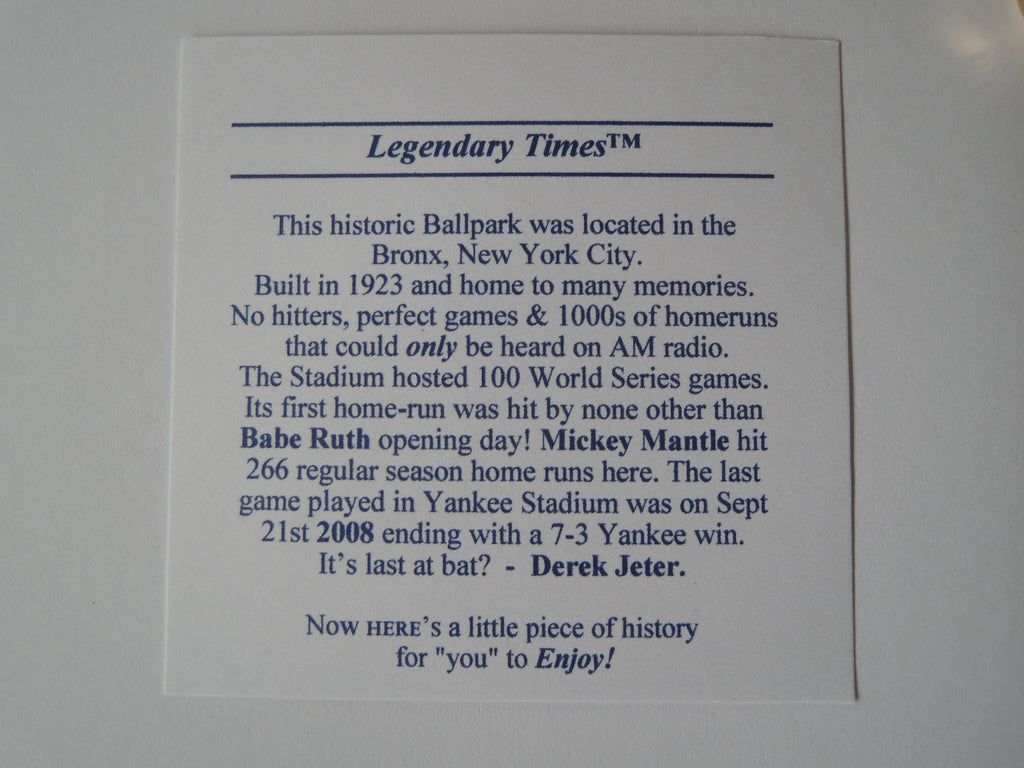 Legendary Times™
This historic Ballpark was located in the
Bronx, New York City.
Built in 1923 and home to many memories.
No hitters, perfect games & 1000s of homeruns
that could only be heard on AM radio.
The Stadium hosted 100 World Series games.
Its first home-run was hit by none other than
Babe Ruth opening day! Mickey Mantle hit
266 regular season home runs here. The last
game played in Yankee Stadium was on Sept
21st 2008 ending with a 7-3 Yankee win.
It's last at bat? - Derek Jeter.
Now HERE's a little piece of history
for "you" to Enjoy!